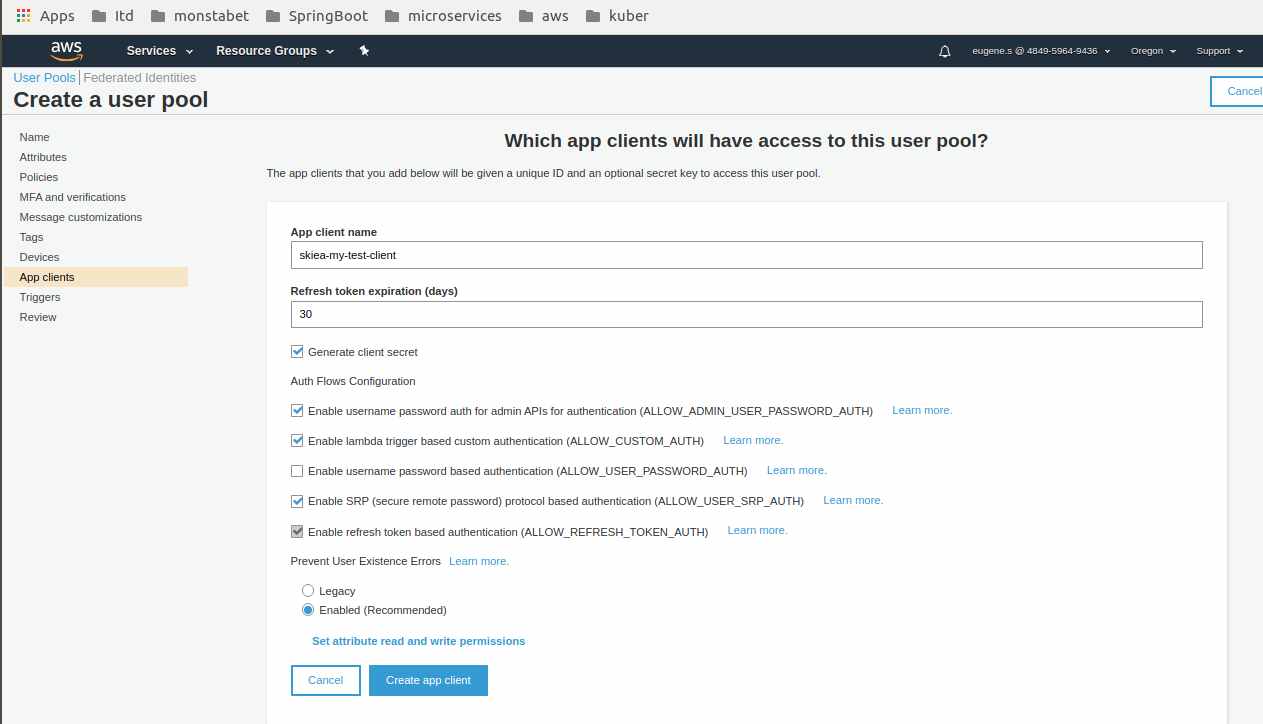 Apps ltd monstabet SpringBoot microservices aws kuber
aws Services Resource Groups eugene.s @ 4849-5964-9436 Oregon Support
User Pools | Federated Identities
Create a user pool
Cancel
Name
Attributes
Policies
MFA and verifications
Message customizations
Tags
Devices
App clients
Triggers
Review
Which app clients will have access to this user pool?
The app clients that you add below will be given a unique ID and an optional secret key to access this user pool.
App client name
skiea-my-test-client
Refresh token expiration (days)
30
Generate client secret
Auth Flows Configuration
Enable username password auth for admin APIs for authentication (ALLOW_ADMIN_USER_PASSWORD_AUTH) Learn more.
Enable lambda trigger based custom authentication (ALLOW_CUSTOM_AUTH) Learn more.
Enable username password based authentication (ALLOW_USER_PASSWORD_AUTH) Learn more.
Enable SRP (secure remote password) protocol based authentication (ALLOW_USER_SRP_AUTH) Learn more.
Enable refresh token based authentication (ALLOW_REFRESH_TOKEN_AUTH) Learn more.
Prevent User Existence Errors Learn more.
Legacy
Enabled (Recommended)
Set attribute read and write permissions
Cancel Create app client